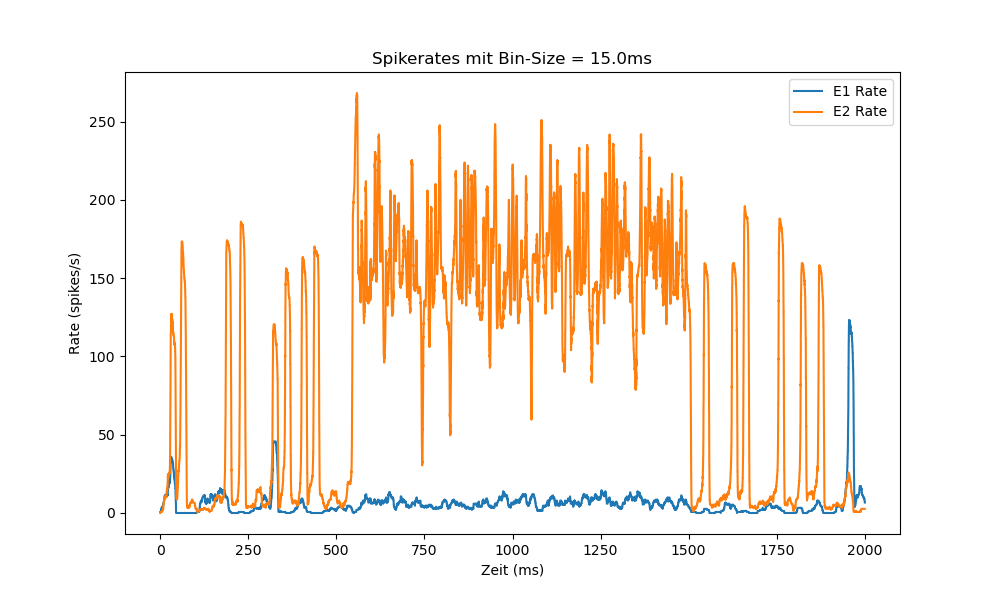 Spikerates mit Bin-Size = 15.0ms
E1 Rate
E2 Rate
Rate (spikes/s)
250
200
150
100
50
0
0 250 500 750 1000 1250 1500 1750 2000
Zeit (ms)